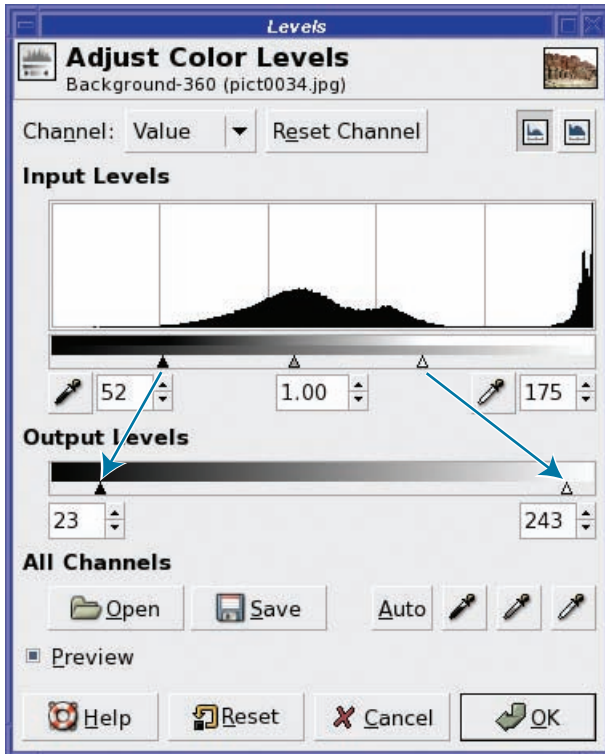 Levels
Adjust Color Levels
Background-360 (pict0034.jpg)
Channel: Value Reset Channel
Input Levels
52 1.00 175
Output Levels
23 243
All Channels
Open Save Auto
Preview
Help Reset Cancel OK